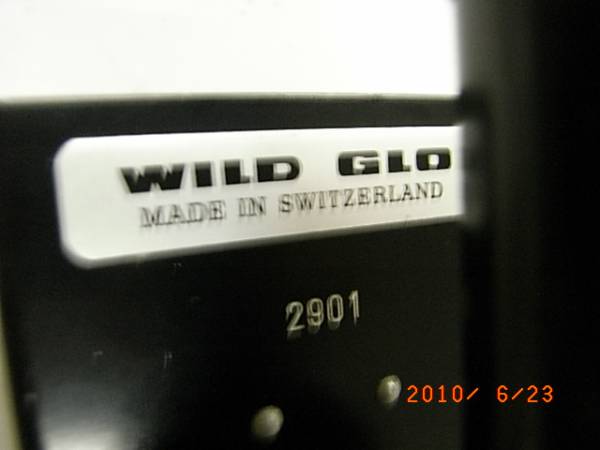 WILD GLO
MADE IN SWITZERLAND
2901
2010/ 6/23